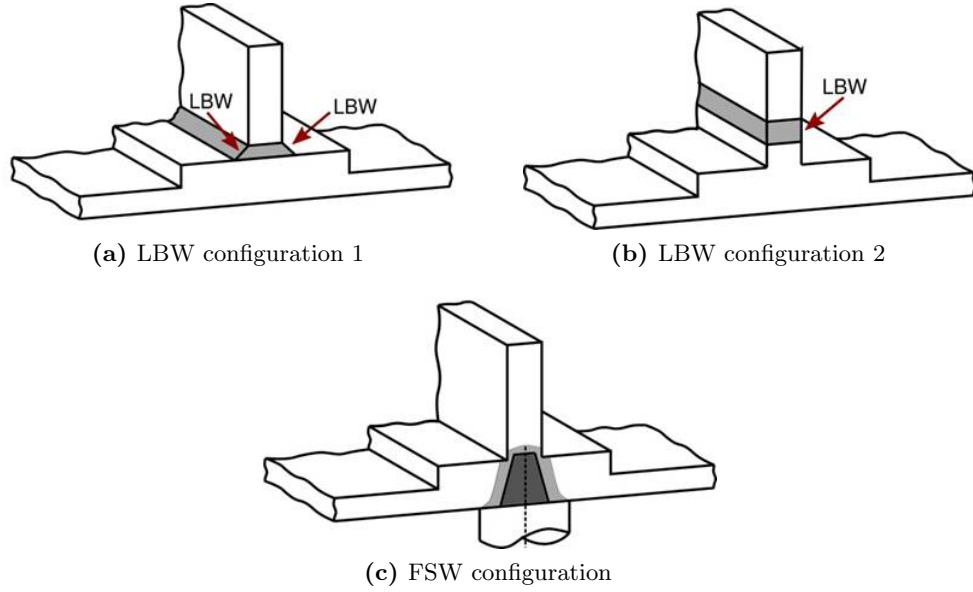 LBW
LBW
LBW
(a) LBW configuration 1
(b) LBW configuration 2
(c) FSW configuration